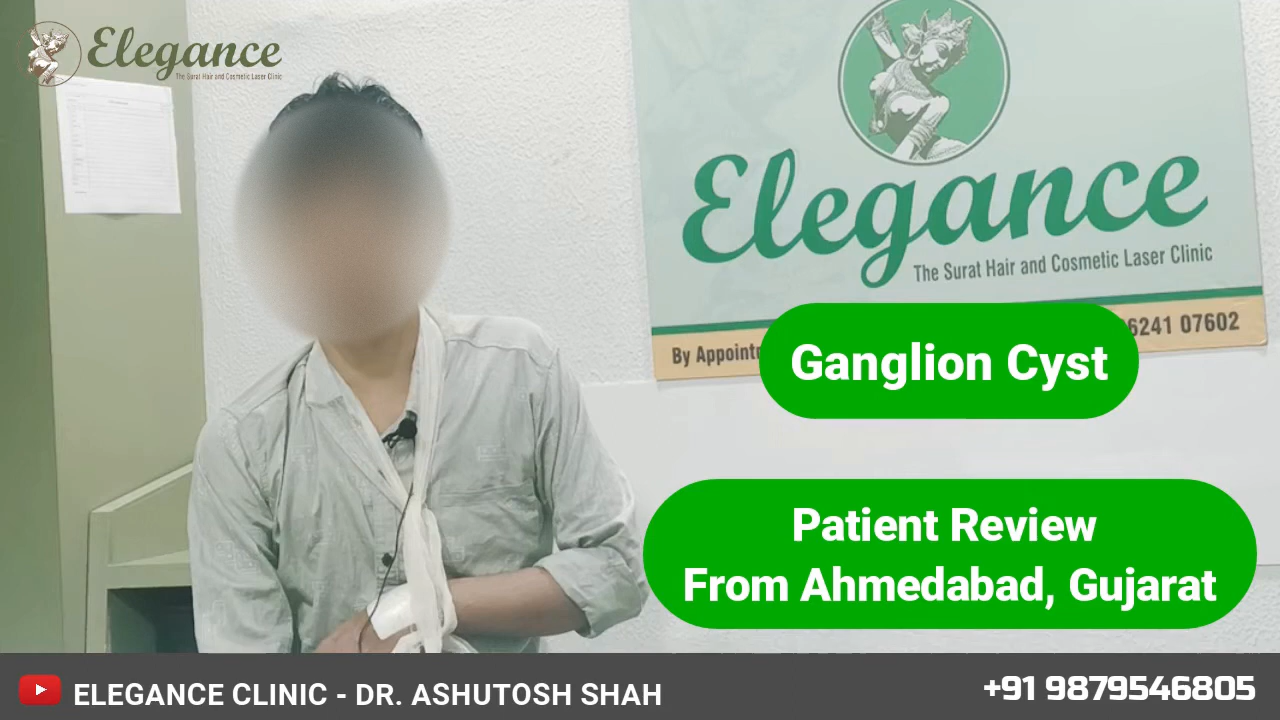 Elegance
The Surat Hair and Cosmetic Laser Clinic
Elegance
The Surat Hair and Cosmetic Laser Clinic
By Appointm 6241 07602
Ganglion Cyst
Patient Review
From Ahmedabad, Gujarat
ELEGANCE CLINIC - DR. ASHUTOSH SHAH
+91 9879546805